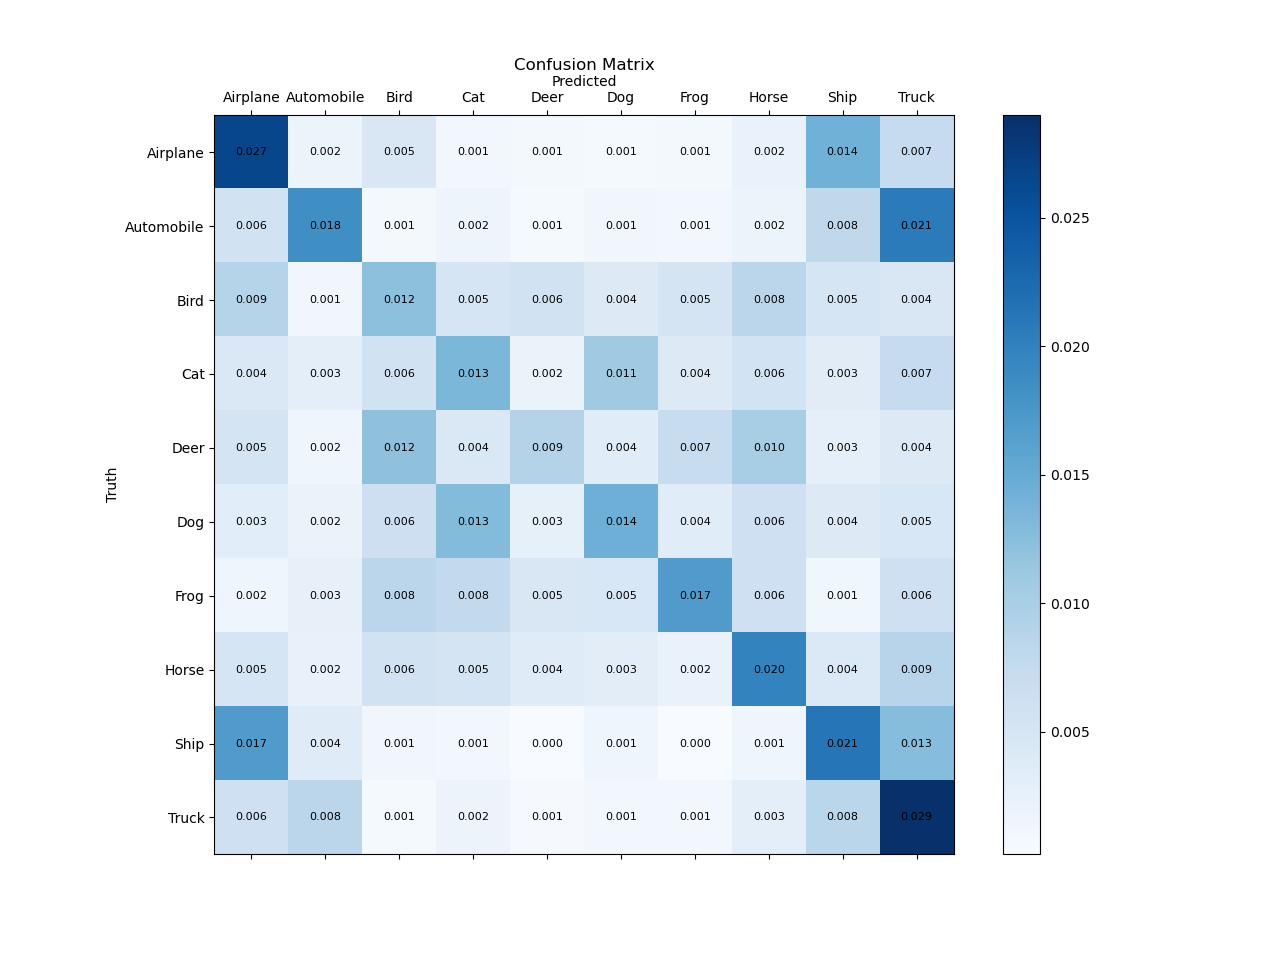 Confusion Matrix
Predicted
Airplane Automobile Bird Cat Deer Dog Frog Horse Ship Truck
Airplane 0.027 0.002 0.005 0.001 0.001 0.001 0.001 0.002 0.014 0.007
Automobile 0.006 0.018 0.001 0.002 0.001 0.001 0.001 0.002 0.008 0.021
Bird 0.009 0.001 0.012 0.005 0.006 0.004 0.005 0.008 0.005 0.004
Cat 0.004 0.003 0.006 0.013 0.002 0.011 0.004 0.006 0.003 0.007
Deer 0.005 0.002 0.012 0.004 0.009 0.004 0.007 0.010 0.003 0.004
Truth
Dog 0.003 0.002 0.006 0.013 0.003 0.014 0.004 0.006 0.004 0.005
Frog 0.002 0.003 0.008 0.008 0.005 0.005 0.017 0.006 0.001 0.006
Horse 0.005 0.002 0.006 0.005 0.004 0.003 0.002 0.020 0.004 0.009
Ship 0.017 0.004 0.001 0.001 0.000 0.001 0.000 0.001 0.021 0.013
Truck 0.006 0.008 0.001 0.002 0.001 0.001 0.001 0.003 0.008 0.029
0.025
0.020
0.015
0.010
0.005